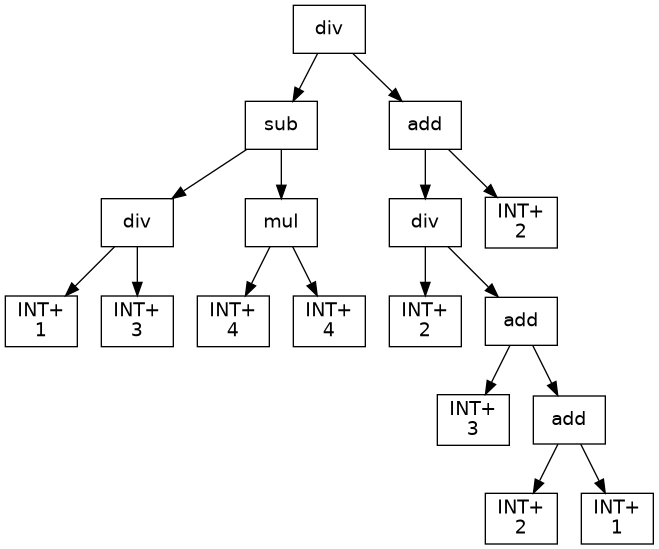 div
sub
add
div
mul
div
INT+
2
INT+
1
INT+
3
INT+
4
INT+
4
INT+
2
add
INT+
3
add
INT+
2
INT+
1